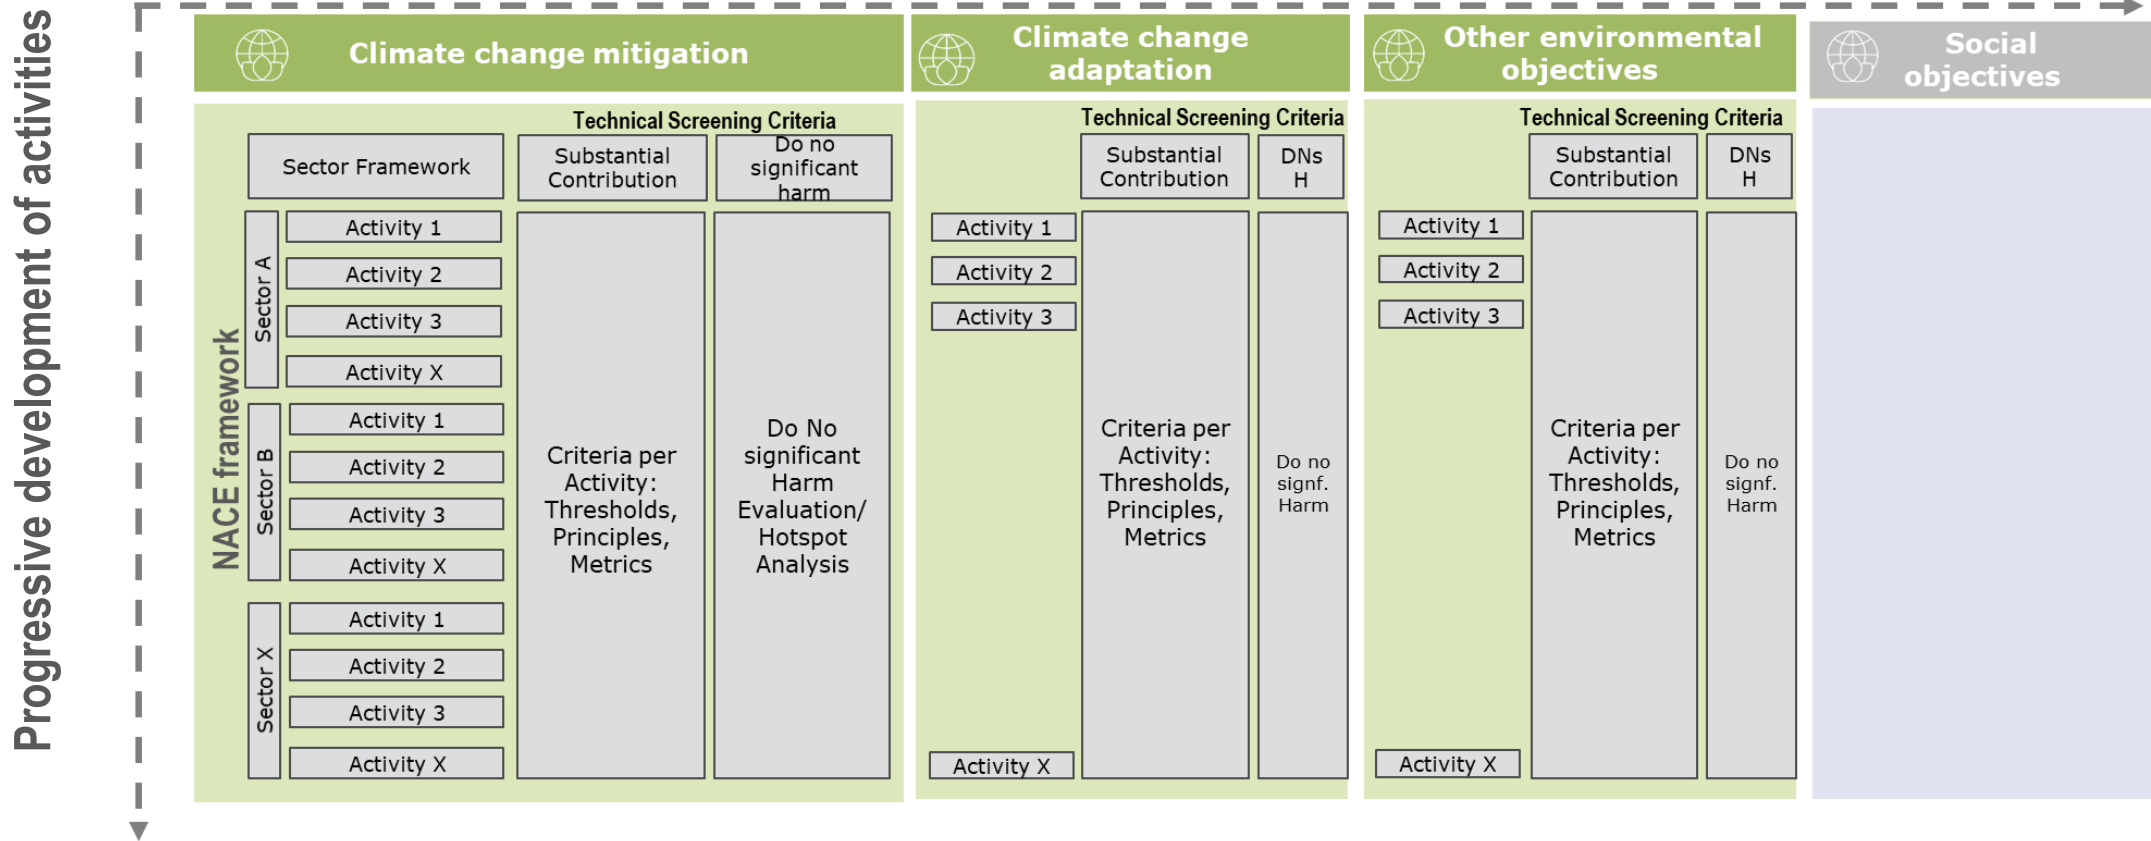 Progressive development of activities
Climate change mitigation
Technical Screening Criteria
Sector Framework
Substantial
Contribution
Do no
significant
harm
NACE framework
Sector A
Activity 1
Activity 2
Activity 3
Activity X
Sector B
Activity 1
Activity 2
Activity 3
Activity X
Sector X
Activity 1
Activity 2
Activity 3
Activity X
Criteria per
Activity:
Thresholds,
Principles,
Metrics
Do No
significant
Harm
Evaluation/
Hotspot
Analysis
Climate change
adaptation
Technical Screening Criteria
Substantial
Contribution
DNs
H
Activity 1
Activity 2
Activity 3
Activity X
Criteria per
Activity:
Thresholds,
Principles,
Metrics
Do no
signf.
Harm
Other environmental
objectives
Technical Screening Criteria
Substantial
Contribution
DNs
H
Activity 1
Activity 2
Activity 3
Activity X
Criteria per
Activity:
Thresholds,
Principles,
Metrics
Do no
signf.
Harm
Social
objectives